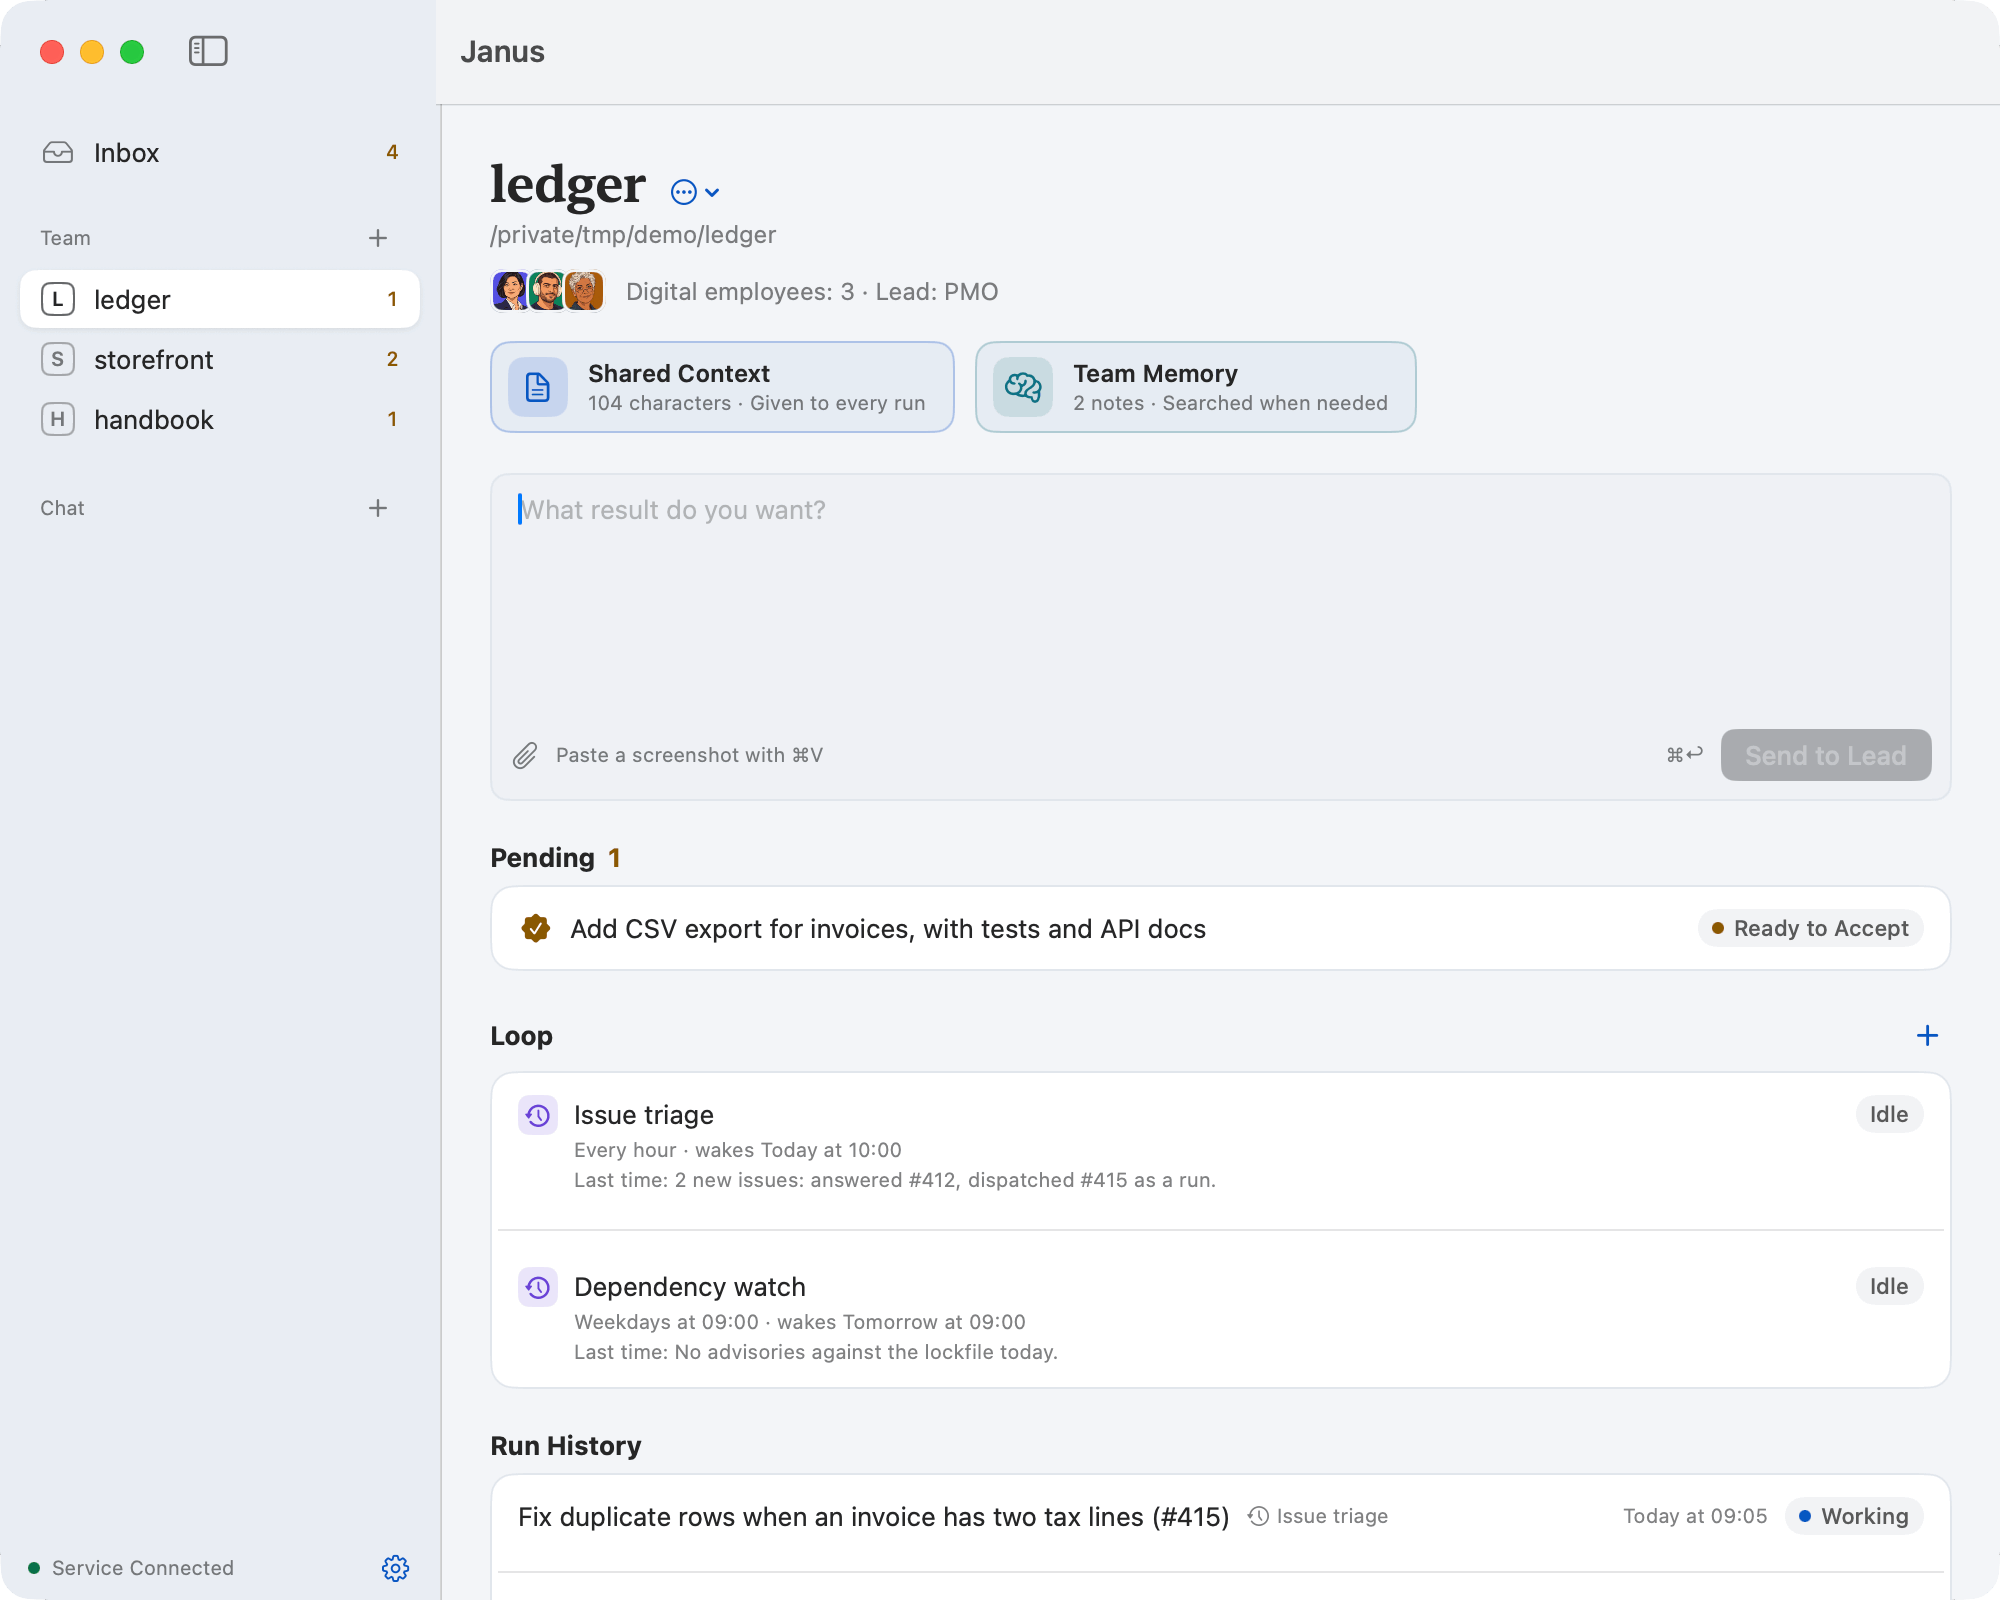 Janus
Inbox 4
Team
L ledger 1
S storefront 2
H handbook 1
Chat
Service Connected
ledger
/private/tmp/demo/ledger
Digital employees: 3 · Lead: PMO
Shared Context
104 characters · Given to every run
Team Memory
2 notes · Searched when needed
What result do you want?
Paste a screenshot with ⌘V
⌘↩ Send to Lead
Pending 1
Add CSV export for invoices, with tests and API docs Ready to Accept
Loop
Issue triage Idle
Every hour · wakes Today at 10:00
Last time: 2 new issues: answered #412, dispatched #415 as a run.
Dependency watch Idle
Weekdays at 09:00 · wakes Tomorrow at 09:00
Last time: No advisories against the lockfile today.
Run History
Fix duplicate rows when an invoice has two tax lines (#415) Issue triage Today at 09:05 Working